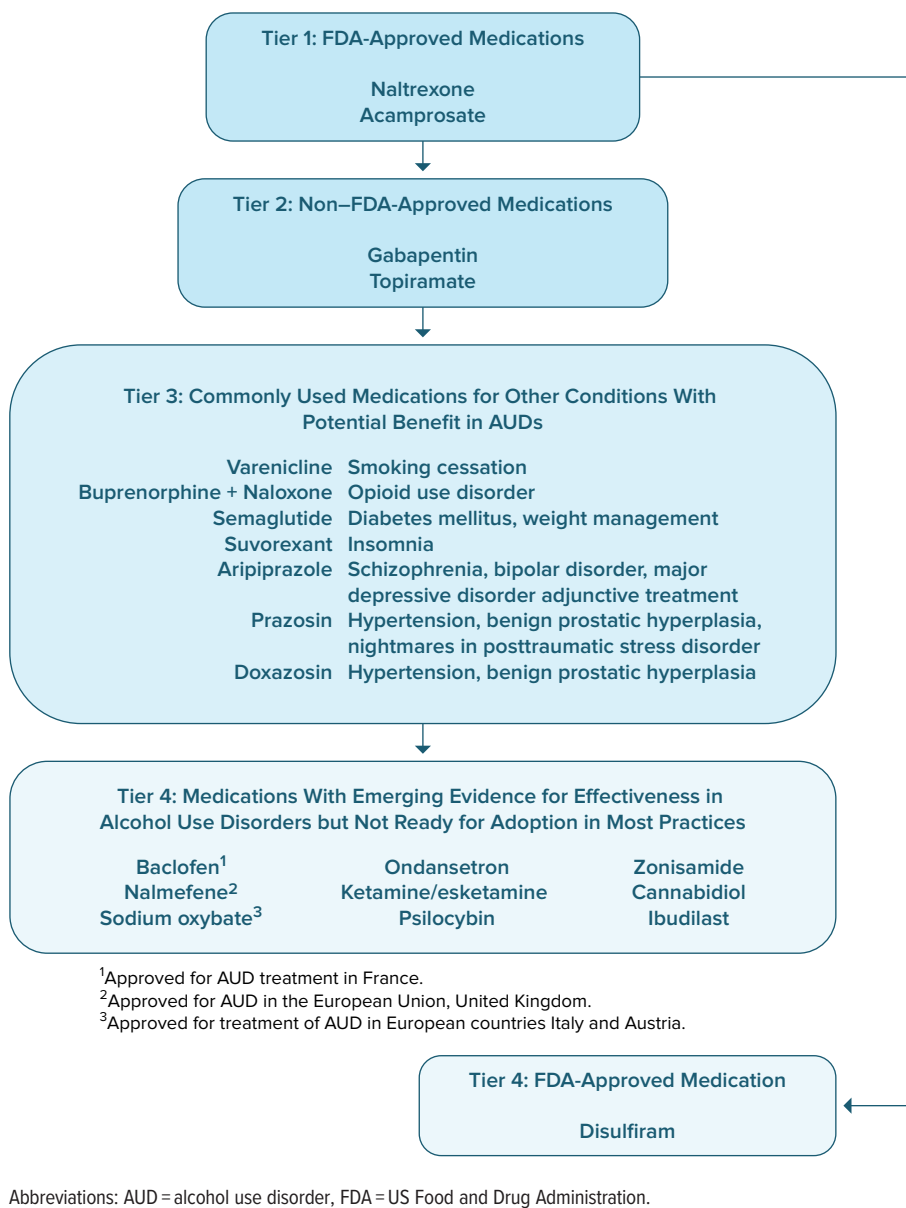 Tier 1: FDA-Approved Medications
Naltrexone
Acamprosate
Tier 2: Non–FDA-Approved Medications
Gabapentin
Topiramate
Tier 3: Commonly Used Medications for Other Conditions With
Potential Benefit in AUDs
Varenicline Smoking cessation
Buprenorphine + Naloxone Opioid use disorder
Semaglutide Diabetes mellitus, weight management
Suvorexant Insomnia
Aripiprazole Schizophrenia, bipolar disorder, major
depressive disorder adjunctive treatment
Prazosin Hypertension, benign prostatic hyperplasia,
nightmares in posttraumatic stress disorder
Doxazosin Hypertension, benign prostatic hyperplasia
Tier 4: Medications With Emerging Evidence for Effectiveness in
Alcohol Use Disorders but Not Ready for Adoption in Most Practices
Baclofen¹ Ondansetron Zonisamide
Nalmefene² Ketamine/esketamine Cannabidiol
Sodium oxybate³ Psilocybin Ibudilast
¹Approved for AUD treatment in France.
²Approved for AUD in the European Union, United Kingdom.
³Approved for treatment of AUD in European countries Italy and Austria.
Tier 4: FDA-Approved Medication
Disulfiram
Abbreviations: AUD = alcohol use disorder, FDA = US Food and Drug Administration.